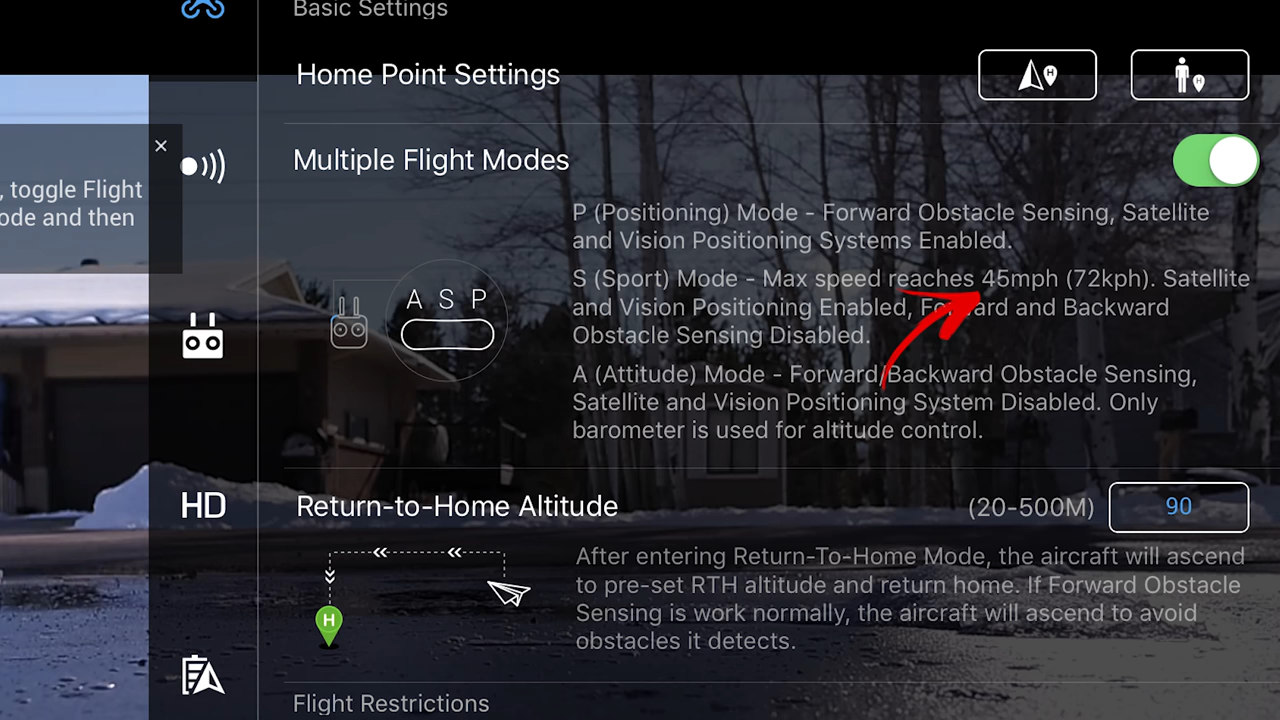 Basic Settings
Home Point Settings
H
H
Multiple Flight Modes
, toggle Flight
ode and then
P (Positioning) Mode - Forward Obstacle Sensing, Satellite
and Vision Positioning Systems Enabled.
S (Sport) Mode - Max speed reaches 45mph (72kph). Satellite
and Vision Positioning Enabled, Forward and Backward
Obstacle Sensing Disabled.
A S P
A (Attitude) Mode - Forward/Backward Obstacle Sensing,
Satellite and Vision Positioning System Disabled. Only
barometer is used for altitude control.
HD
Return-to-Home Altitude
(20-500M)
90
After entering Return-To-Home Mode, the aircraft will ascend
to pre-set RTH altitude and return home. If Forward Obstacle
Sensing is work normally, the aircraft will ascend to avoid
obstacles it detects.
H
Flight Restrictions